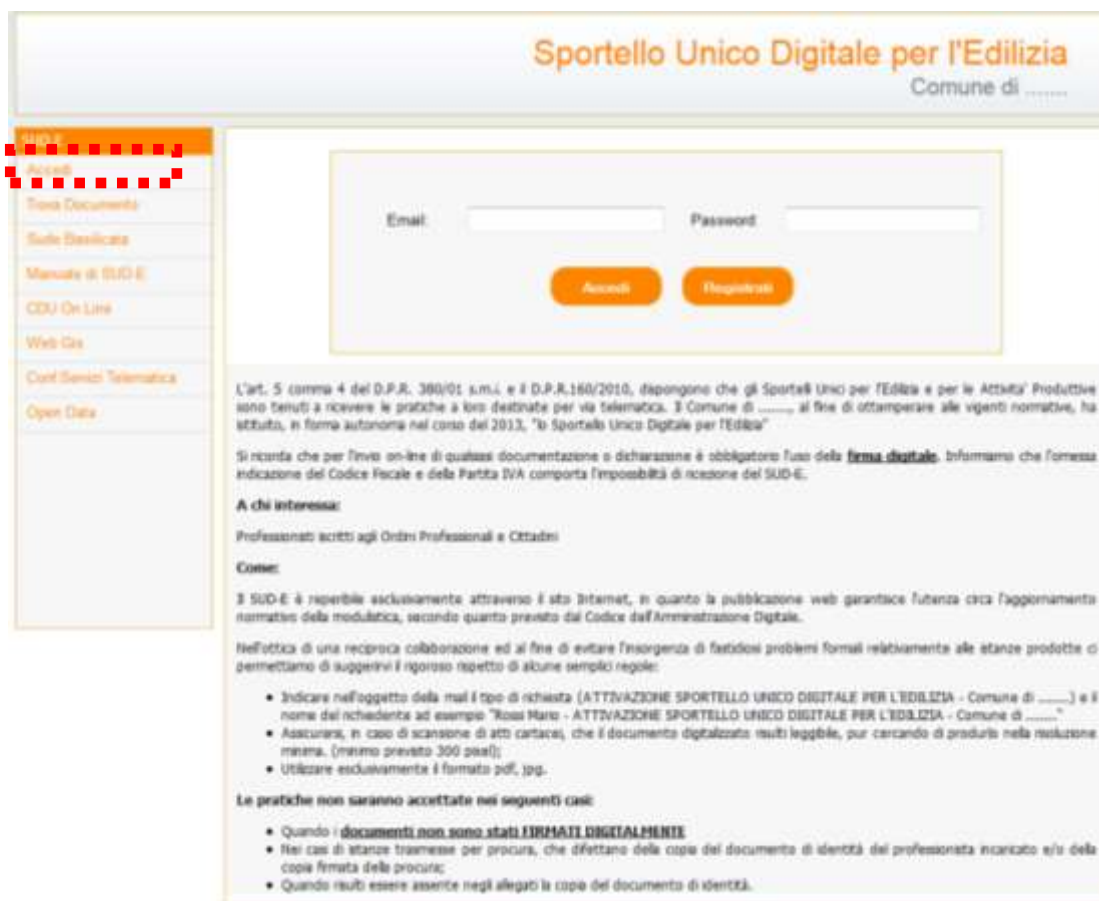 Sportello Unico Digitale per l'Edilizia
Comune di .......
SUD-E
Accedi
Trova Documento
Sude Basilicata
Manuale di SUD-E
CDU On Line
Web Gis
Conf.Servizi Telematica
Open Data
Email:
Password:
Accedi
Registrati
L'art. 5 comma 4 del D.P.R. 380/01 s.m.i. e il D.P.R.160/2010, dispongono che gli Sportelli Unici per l'Edilizia e per le Attivita' Produttive
sono tenuti a ricevere le pratiche a loro destinate per via telematica. Il Comune di ......., al fine di ottemperare alle vigenti normative, ha
istituto, in forma autonoma nel corso del 2013, "lo Sportello Unico Digitale per l'Edilizia"
Si ricorda che per l'invio on-line di qualsiasi documentazione o dichiarazione è obbligatorio l'uso della firma digitale. Informiamo che l'omessa
indicazione del Codice Fiscale e della Partita IVA comporta l'impossibilità di ricezione del SUD-E.
A chi interessa:
Professionisti iscritti agli Ordini Professionali e Cittadini
Come:
Il SUD-E è reperibile esclusivamente attraverso il sito Internet, in quanto la pubblicazione web garantisce l'utenza circa l'aggiornamento
normativo della modulistica, secondo quanto previsto dal Codice dell'Amministrazione Digitale.
Nell'ottica di una reciproca collaborazione ed al fine di evitare l'insorgenza di fastidiosi problemi formali relativamente alle istanze prodotte ci
permettiamo di suggerirvi il rigoroso rispetto di alcune semplici regole:
• Indicare nell'oggetto della mail il tipo di richiesta (ATTIVAZIONE SPORTELLO UNICO DIGITALE PER L'EDILIZIA - Comune di .......) e il
nome del richiedente ad esempio "Rossi Mario - ATTIVAZIONE SPORTELLO UNICO DIGITALE PER L'EDILIZIA - Comune di ......."
• Assicurarsi, in caso di scansione di atti cartacei, che il documento digitalizzato risulti leggibile, pur cercando di produrlo nella risoluzione
minima. (minimo previsto 300 pixel);
• Utilizzare esclusivamente il formato pdf, jpg.
Le pratiche non saranno accettate nei seguenti casi:
• Quando i documenti non sono stati FIRMATI DIGITALMENTE
• Nei casi di istanze trasmesse per procura, che difettano della copia del documento di identità del professionista incaricato e/o della
copia firmata della procura;
• Quando risulti essere assente negli allegati la copia del documento di identità.